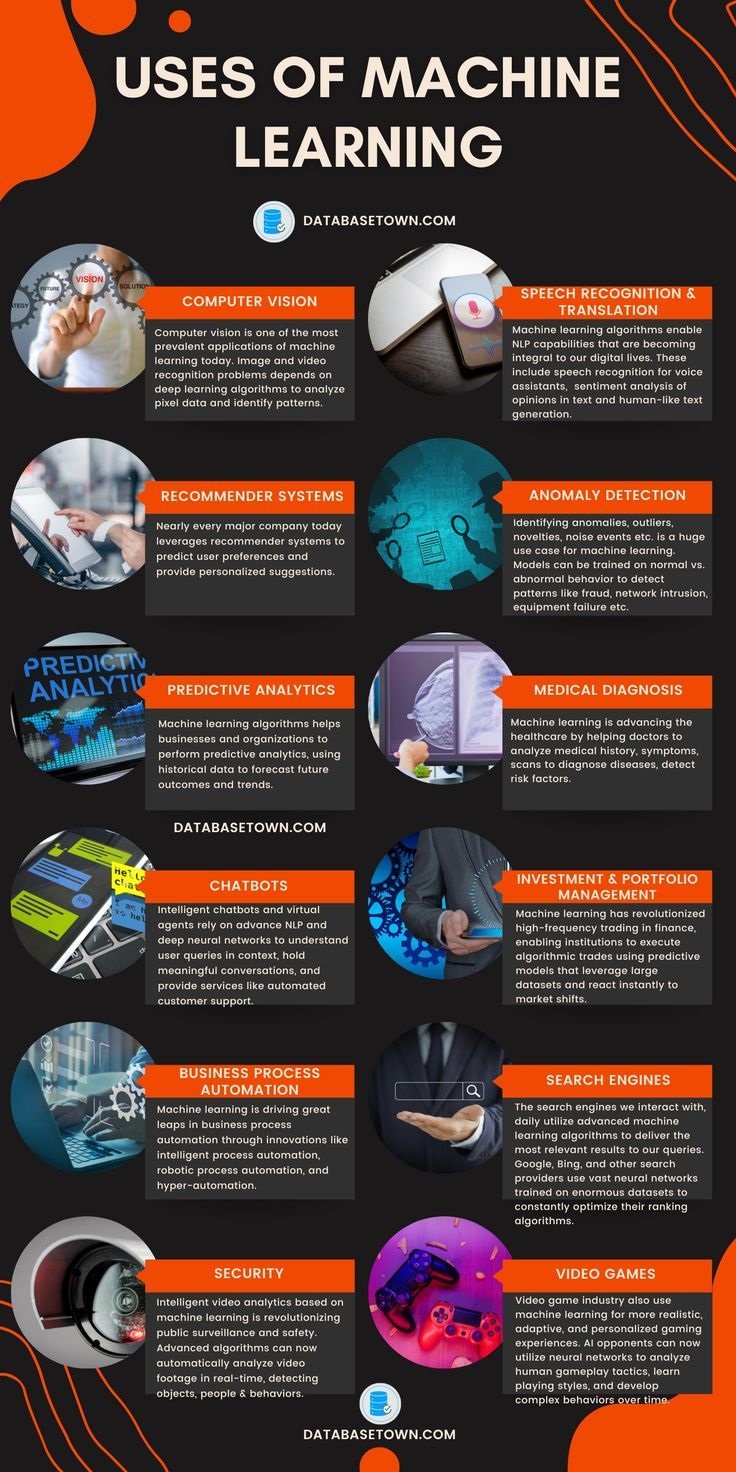 USES OF MACHINE
LEARNING
DATABASETOWN.COM
TEGY
FUTURE
VISION
SOLUTION
COMPUTER VISION
Computer vision is one of the most
prevalent applications of machine
learning today. Image and video
recognition problems depends on
deep learning algorithms to analyze
pixel data and identify patterns.
SPEECH RECOGNITION &
TRANSLATION
Machine learning algorithms enable
NLP capabilities that are becoming
integral to our digital lives. These
include speech recognition for voice
assistants, sentiment analysis of
opinions in text and human-like text
generation.
RECOMMENDER SYSTEMS
Nearly every major company today
leverages recommender systems to
predict user preferences and
provide personalized suggestions.
ANOMALY DETECTION
Identifying anomalies, outliers,
novelties, noise events etc. is a huge
use case for machine learning.
Models can be trained on normal vs.
abnormal behavior to detect
patterns like fraud, network intrusion,
equipment failure etc.
PREDICTIV
ANALYTIC
PREDICTIVE ANALYTICS
Machine learning algorithms helps
businesses and organizations to
perform predictive analytics, using
historical data to forecast future
outcomes and trends.
MEDICAL DIAGNOSIS
Machine learning is advancing the
healthcare by helping doctors to
analyze medical history, symptoms,
scans to diagnose diseases, detect
risk factors.
DATABASETOWN.COM
Me
CHATBOTS
Intelligent chatbots and virtual
agents rely on advance NLP and
deep neural networks to understand
user queries in context, hold
meaningful conversations, and
provide services like automated
customer support.
INVESTMENT & PORTFOLIO
MANAGEMENT
Machine learning has revolutionized
high-frequency trading in finance,
enabling institutions to execute
algorithmic trades using predictive
models that leverage large
datasets and react instantly to
market shifts.
BUSINESS PROCESS
AUTOMATION
Machine learning is driving great
leaps in business process
automation through innovations like
intelligent process automation,
robotic process automation, and
hyper-automation.
SEARCH ENGINES
The search engines we interact with,
daily utilize advanced machine
learning algorithms to deliver the
most relevant results to our queries.
Google, Bing, and other search
providers use vast neural networks
trained on enormous datasets to
constantly optimize their ranking
algorithms.
SECURITY
Intelligent video analytics based on
machine learning is revolutionizing
public surveillance and safety.
Advanced algorithms can now
automatically analyze video
footage in real-time, detecting
objects, people & behaviors.
VIDEO GAMES
Video game industry also use
machine learning for more realistic,
adaptive, and personalized gaming
experiences. AI opponents can now
utilize neural networks to analyze
human gameplay tactics, learn
playing styles, and develop
complex behaviors over time.
DATABASETOWN.COM